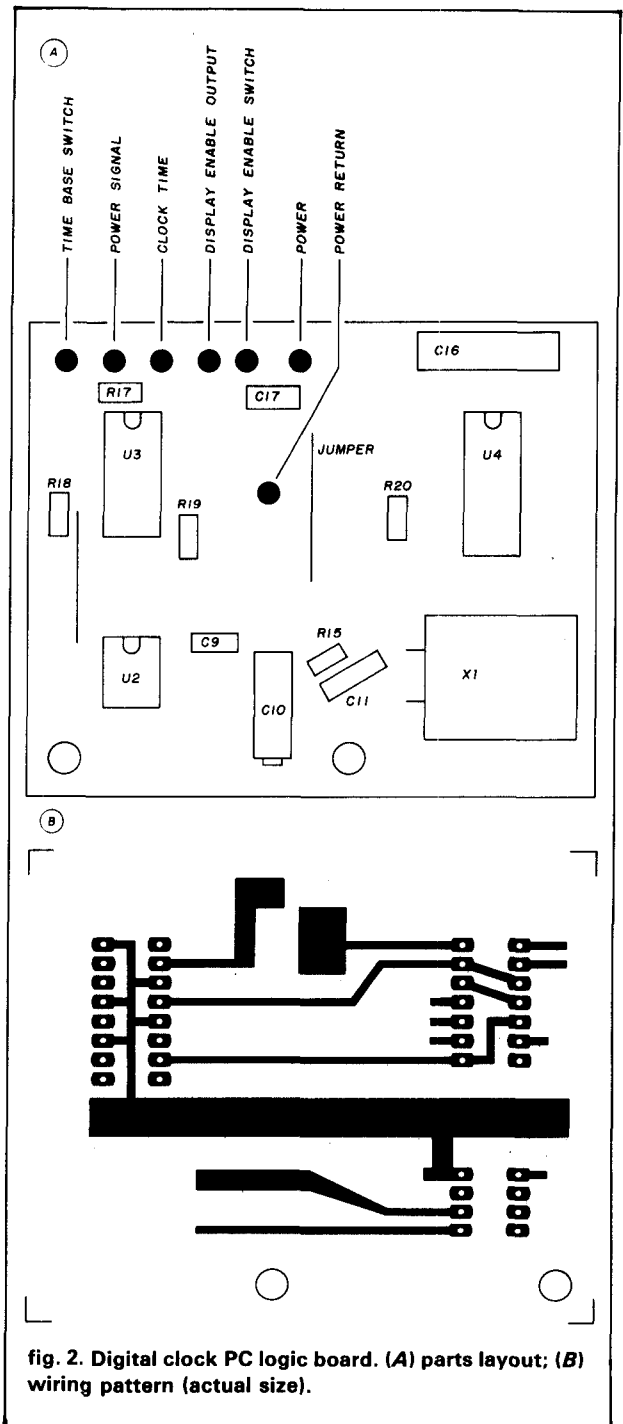 A
TIME BASE SWITCH
POWER SIGNAL
CLOCK TIME
DISPLAY ENABLE OUTPUT
DISPLAY ENABLE SWITCH
POWER
POWER RETURN
C16
R17
C17
U3
JUMPER
U4
R18
R19
R20
C9
R15
U2
C10
C11
X1
B
fig. 2. Digital clock PC logic board. (A) parts layout; (B)
wiring pattern (actual size).